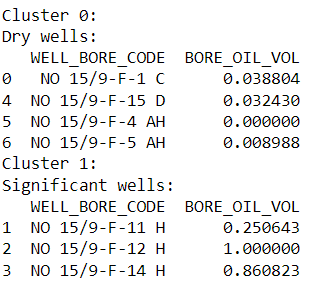 Cluster 0:
Dry wells:
WELL_BORE_CODE BORE_OIL_VOL
0 NO 15/9-F-1 C 0.038804
4 NO 15/9-F-15 D 0.032430
5 NO 15/9-F-4 AH 0.000000
6 NO 15/9-F-5 AH 0.008988
Cluster 1:
Significant wells:
WELL_BORE_CODE BORE_OIL_VOL
1 NO 15/9-F-11 H 0.250643
2 NO 15/9-F-12 H 1.000000
3 NO 15/9-F-14 H 0.860823